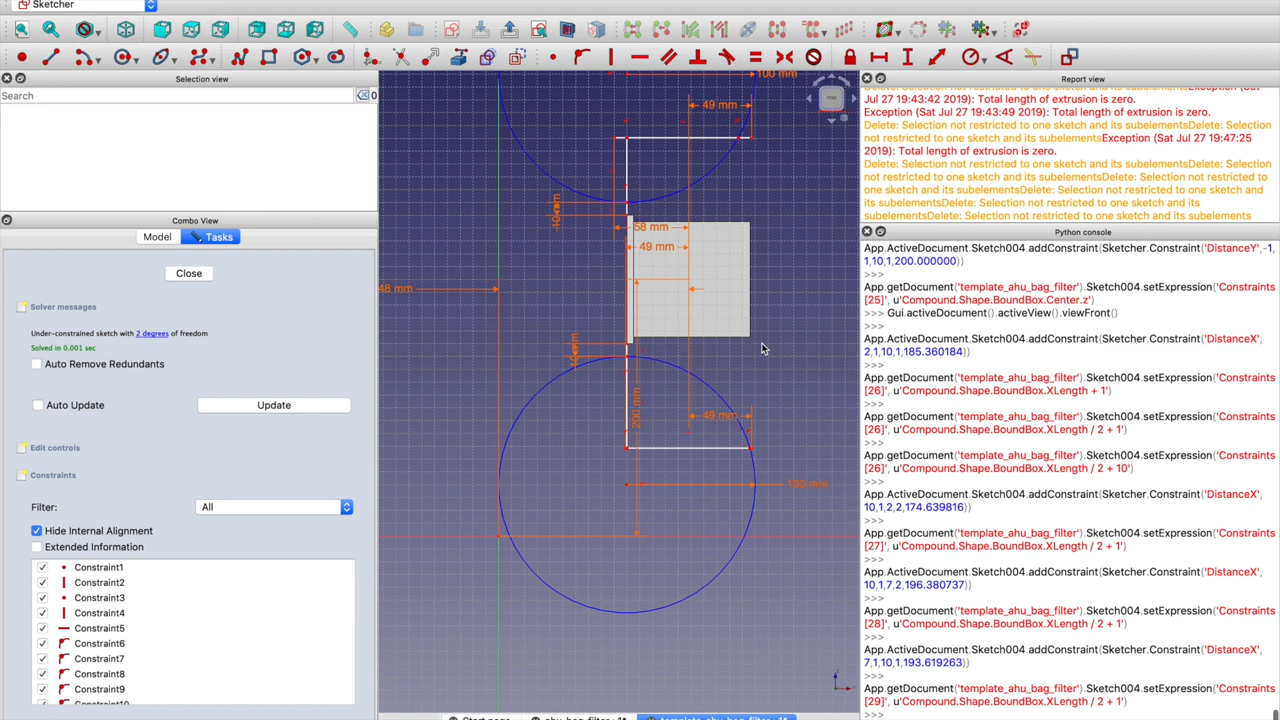 Sketcher
Selection view
Search
0
Combo View
Model
Tasks
Close
Solver messages
Under-constrained sketch with 2 degrees of freedom
Solved in 0.001 sec
Auto Remove Redundants
Auto Update
Update
Edit controls
Constraints
Filter:
All
Hide Internal Alignment
Extended Information
Constraint1
Constraint2
Constraint3
Constraint4
Constraint5
Constraint6
Constraint7
Constraint8
Constraint9
Constraint10
100 mm
49 mm
10 mm
58 mm
49 mm
48 mm
10 mm
200 mm
49 mm
100 mm
Start page
ahu_bag_filter : 1*
template_ahu_bag_filter : 1*
Report view
Jul 27 19:43:42 2019): Total length of extrusion is zero.
Exception (Sat Jul 27 19:43:49 2019): Total length of extrusion is zero.
Delete: Selection not restricted to one sketch and its subelementsDelete: Selection
not restricted to one sketch and its subelementsException (Sat Jul 27 19:47:25
2019): Total length of extrusion is zero.
Delete: Selection not restricted to one sketch and its subelementsDelete: Selection
not restricted to one sketch and its subelementsDelete: Selection not restricted to
one sketch and its subelementsDelete: Selection not restricted to one sketch and its
subelementsDelete: Selection not restricted to one sketch and its subelements
Python console
App.ActiveDocument.Sketch004.addConstraint(Sketcher.Constraint('DistanceY',-1,
1,10,1,200.000000))
>>>
App.getDocument('template_ahu_bag_filter').Sketch004.setExpression('Constraints
[25]', u'Compound.Shape.BoundBox.Center.z')
>>> Gui.activeDocument().activeView().viewFront()
>>>
App.ActiveDocument.Sketch004.addConstraint(Sketcher.Constraint('DistanceX',
2,1,10,1,185.360184))
>>>
App.getDocument('template_ahu_bag_filter').Sketch004.setExpression('Constraints
[26]', u'Compound.Shape.BoundBox.XLength + 1')
>>>
App.getDocument('template_ahu_bag_filter').Sketch004.setExpression('Constraints
[26]', u'Compound.Shape.BoundBox.XLength / 2 + 1')
>>>
App.getDocument('template_ahu_bag_filter').Sketch004.setExpression('Constraints
[26]', u'Compound.Shape.BoundBox.XLength / 2 + 10')
>>>
App.ActiveDocument.Sketch004.addConstraint(Sketcher.Constraint('DistanceX',
10,1,2,2,174.639816))
>>>
App.getDocument('template_ahu_bag_filter').Sketch004.setExpression('Constraints
[27]', u'Compound.Shape.BoundBox.XLength / 2 + 1')
>>>
App.ActiveDocument.Sketch004.addConstraint(Sketcher.Constraint('DistanceX',
10,1,7,2,196.380737))
>>>
App.getDocument('template_ahu_bag_filter').Sketch004.setExpression('Constraints
[28]', u'Compound.Shape.BoundBox.XLength / 2 + 1')
>>>
App.ActiveDocument.Sketch004.addConstraint(Sketcher.Constraint('DistanceX',
7,1,10,1,193.619263))
>>>
App.getDocument('template_ahu_bag_filter').Sketch004.setExpression('Constraints
[29]', u'Compound.Shape.BoundBox.XLength / 2 + 1')
>>>